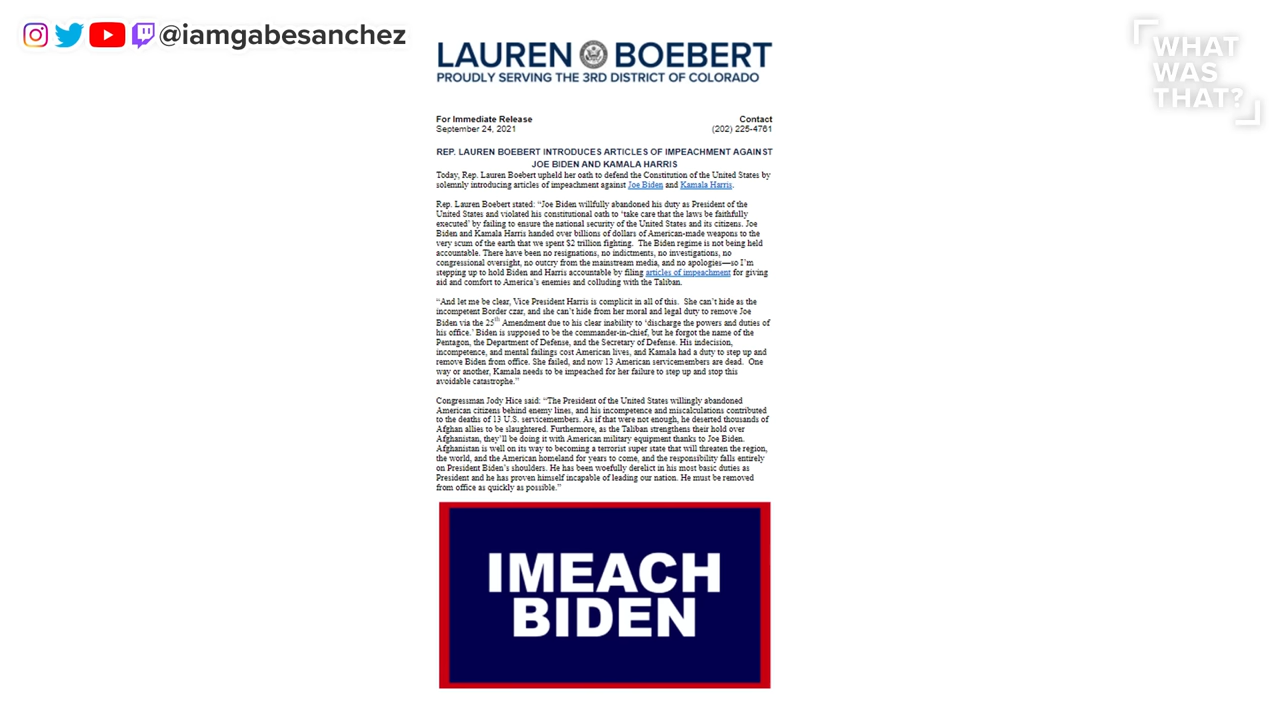 @iamgabesanchez
WHAT
WAS
THAT?
LAUREN BOEBERT
PROUDLY SERVING THE 3RD DISTRICT OF COLORADO
For Immediate Release
Contact
September 24, 2021
(202) 225-4761
REP. LAUREN BOEBERT INTRODUCES ARTICLES OF IMPEACHMENT AGAINST
JOE BIDEN AND KAMALA HARRIS
Today, Rep. Lauren Boebert upheld her oath to defend the Constitution of the United States by
solemnly introducing articles of impeachment against Joe Biden and Kamala Harris.
Rep. Lauren Boebert stated: “Joe Biden willfully abandoned his duty as President of the
United States and violated his constitutional oath to ‘take care that the laws be faithfully
executed’ by failing to ensure the national security of the United States and its citizens. Joe
Biden and Kamala Harris handed over billions of dollars of American-made weapons to the
very scum of the earth that we spent $2 trillion fighting. The Biden regime is not being held
accountable. There have been no resignations, no indictments, no investigations, no
congressional oversight, no outcry from the mainstream media, and no apologies—so I’m
stepping up to hold Biden and Harris accountable by filing articles of impeachment for giving
aid and comfort to America’s enemies and colluding with the Taliban.
“And let me be clear, Vice President Harris is complicit in all of this. She can’t hide as the
incompetent Border czar, and she can’t hide from her moral and legal duty to remove Joe
Biden via the 25th Amendment due to his clear inability to ‘discharge the powers and duties of
his office.’ Biden is supposed to be the commander-in-chief, but he forgot the name of the
Pentagon, the Department of Defense, and the Secretary of Defense. His indecision,
incompetence, and mental failings cost American lives, and Kamala had a duty to step up and
remove Biden from office. She failed, and now 13 American servicemembers are dead. One
way or another, Kamala needs to be impeached for her failure to step up and stop this
avoidable catastrophe.”
Congressman Jody Hice said: “The President of the United States willingly abandoned
American citizens behind enemy lines, and his incompetence and miscalculations contributed
to the deaths of 13 U.S. servicemembers. As if that were not enough, he deserted thousands of
Afghan allies to be slaughtered. Furthermore, as the Taliban strengthens their hold over
Afghanistan, they’ll be doing it with American military equipment thanks to Joe Biden.
Afghanistan is well on its way to becoming a terrorist super state that will threaten the region,
the world, and the American homeland for years to come, and the responsibility falls entirely
on President Biden’s shoulders. He has been woefully derelict in his most basic duties as
President and he has proven himself incapable of leading our nation. He must be removed
from office as quickly as possible.”
IMEACH
BIDEN